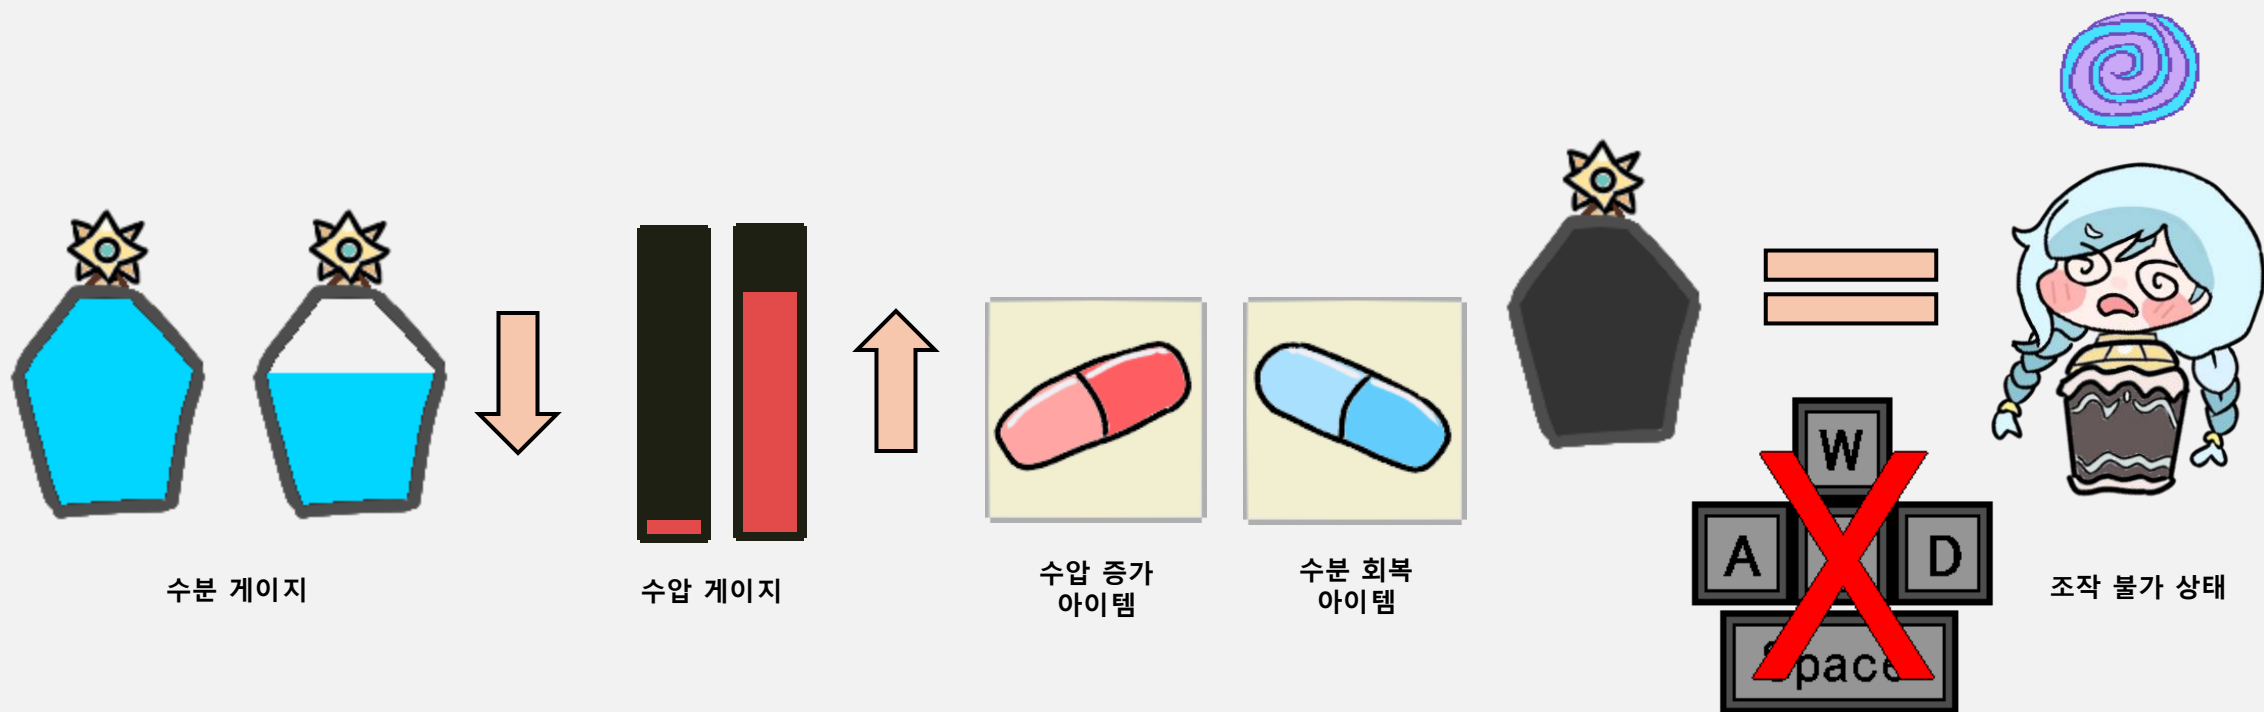 W
A
D
Space
수분 게이지
수압 게이지
수압 증가
아이템
수분 회복
아이템
조작 불가 상태